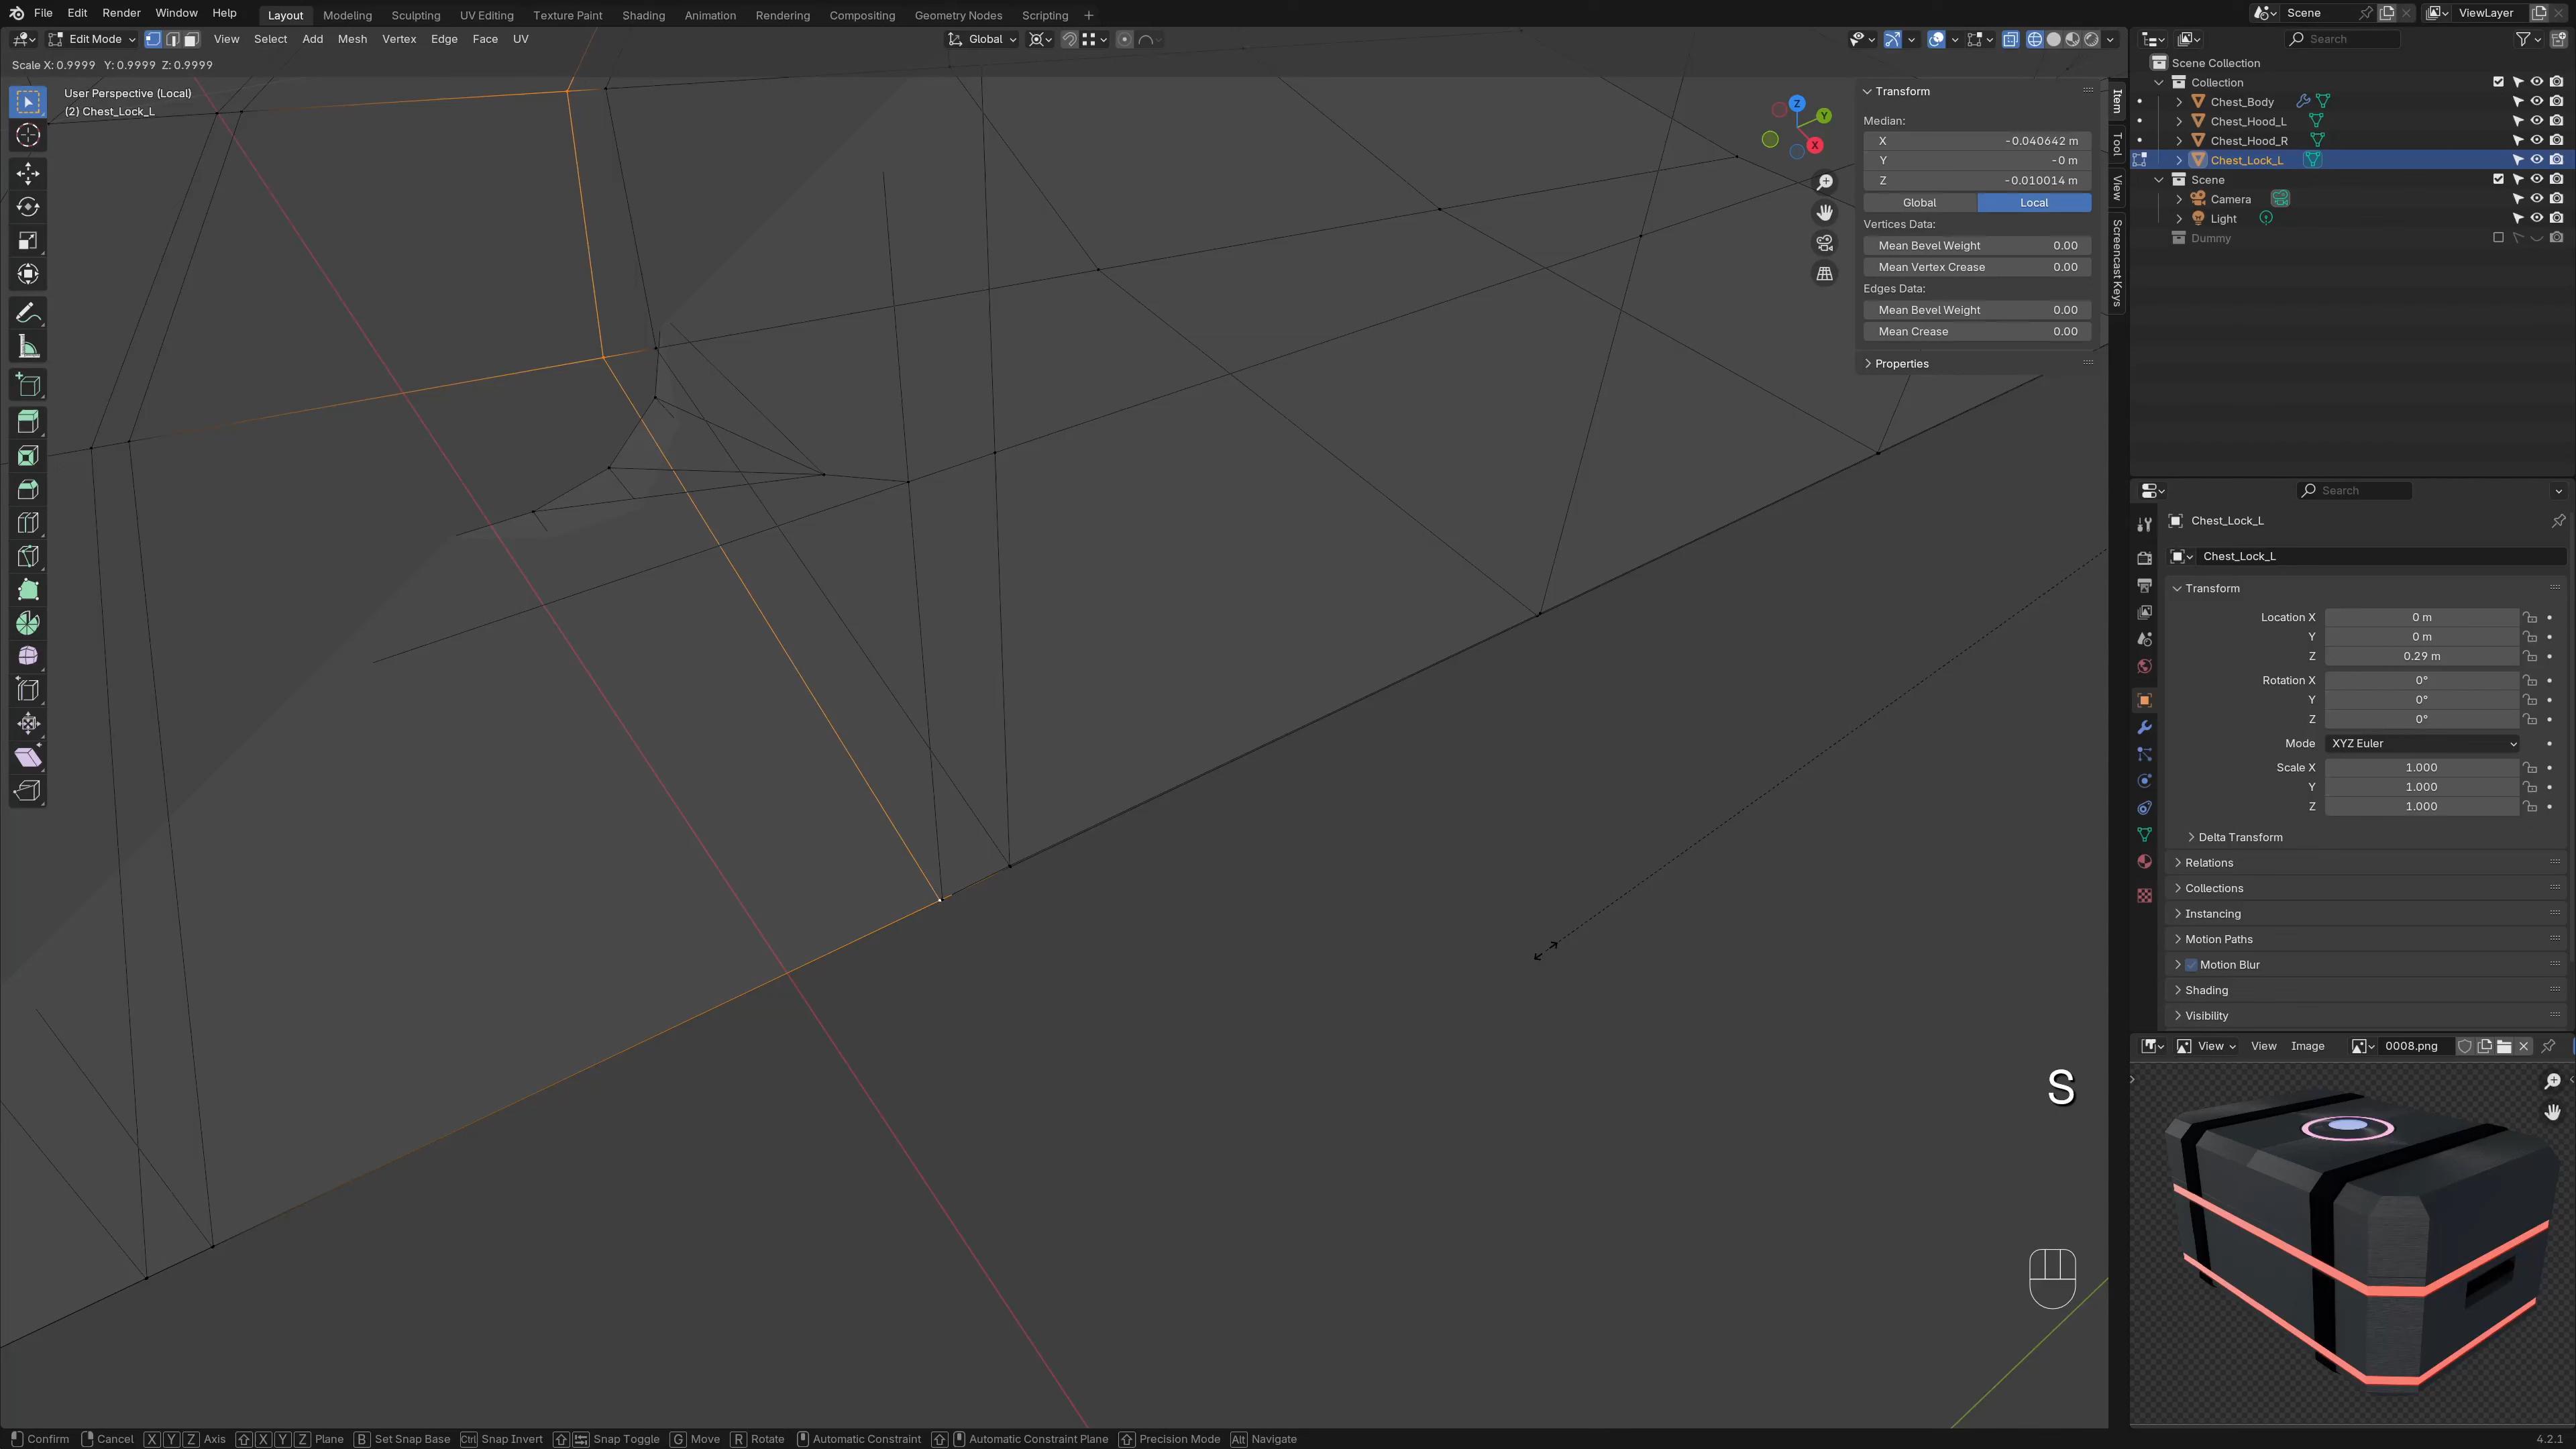 File Edit Render Window Help Layout Modeling Sculpting UV Editing Texture Paint Shading Animation Rendering Compositing Geometry Nodes Scripting + Scene ViewLayer
Edit Mode View Select Add Mesh Vertex Edge Face UV Global Search
Scale X: 0.9999 Y: 0.9999 Z: 0.9999
User Perspective (Local)
(2) Chest_Lock_L
Z
Y
X
Transform
Median:
X -0.040642 m
Y -0 m
Z -0.010014 m
Global Local
Vertices Data:
Mean Bevel Weight 0.00
Mean Vertex Crease 0.00
Edges Data:
Mean Bevel Weight 0.00
Mean Crease 0.00
Properties
Item
Tool
View
Screencast Keys
Scene Collection
Collection
Chest_Body
Chest_Hood_L
Chest_Hood_R
Chest_Lock_L
Scene
Camera
Light
Dummy
Search
Chest_Lock_L
Chest_Lock_L
Transform
Location X 0 m
Y 0 m
Z 0.29 m
Rotation X 0°
Y 0°
Z 0°
Mode XYZ Euler
Scale X 1.000
Y 1.000
Z 1.000
Delta Transform
Relations
Collections
Instancing
Motion Paths
Motion Blur
Shading
Visibility
View View Image 0008.png
S
Confirm Cancel X Y Z Axis X Y Z Plane B Set Snap Base Ctrl Snap Invert Snap Toggle G Move R Rotate Automatic Constraint Automatic Constraint Plane Precision Mode Alt Navigate 4.2.1